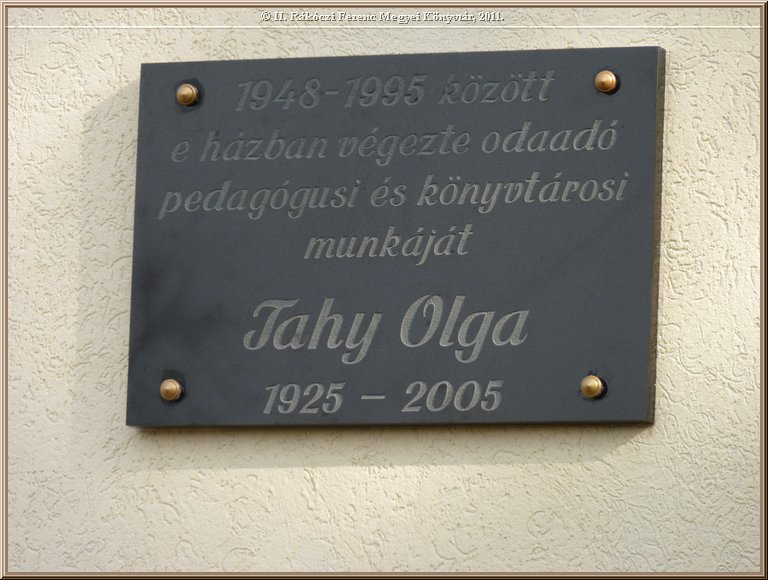 © II. Rákóczi Ferenc Megyei Könyvtár, 2011.
1948-1995 között
e házban végezte odaadó
pedagógusi és könyvtárosi
munkáját
Tahy Olga
1925 – 2005